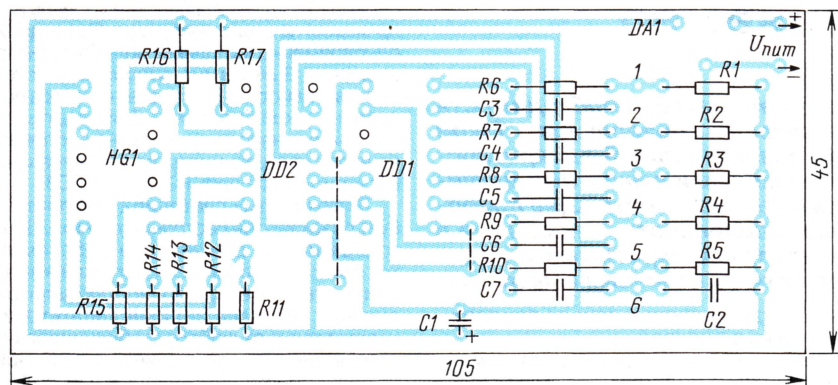 DA1
+
R16
R17
Uпит
–
1
R1
R6
C3
2
R2
R7
C4
3
R3
HG1
DD2
DD1
R8
C5
4
R4
R9
C6
5
R5
R10
C7
6
C2
R14
R13
R12
R15
R11
C1
+
45
105